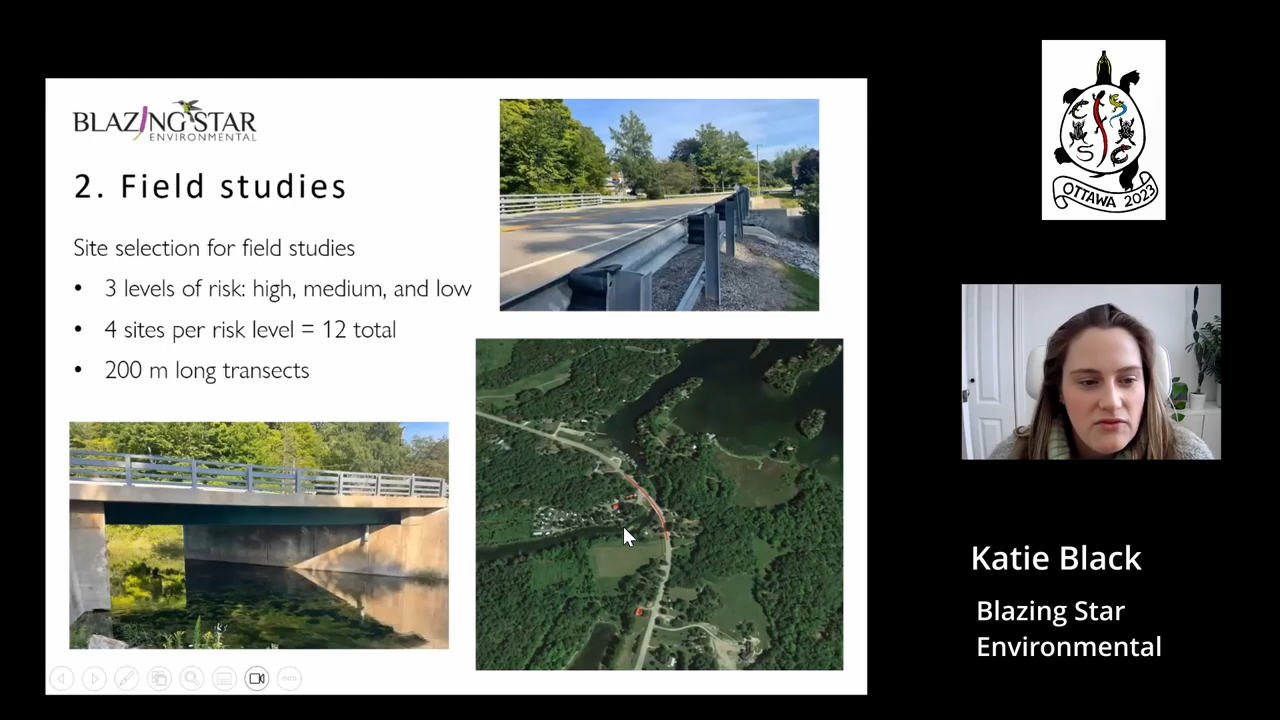 BLAZING STAR
ENVIRONMENTAL
2. Field studies
Site selection for field studies
• 3 levels of risk: high, medium, and low
• 4 sites per risk level = 12 total
• 200 m long transects
C S C
OTTAWA 2023
Katie Black
Blazing Star
Environmental